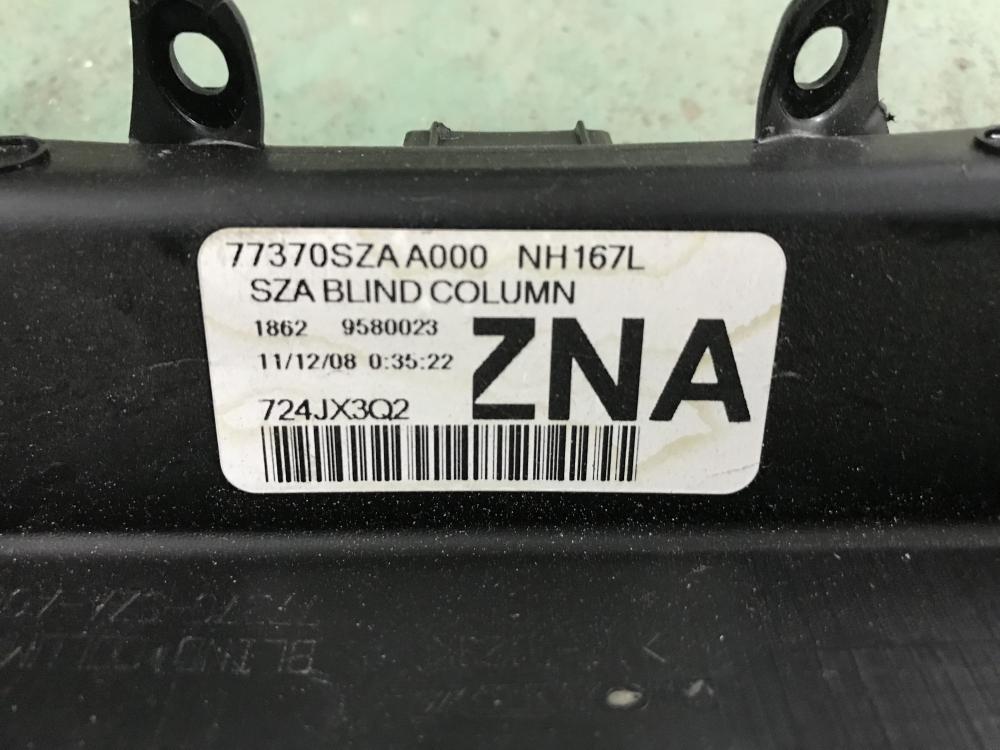 77370SZA A000 NH167L
SZA BLIND COLUMN
1862 9580023
11/12/08 0:35:22
ZNA
724JX3Q2